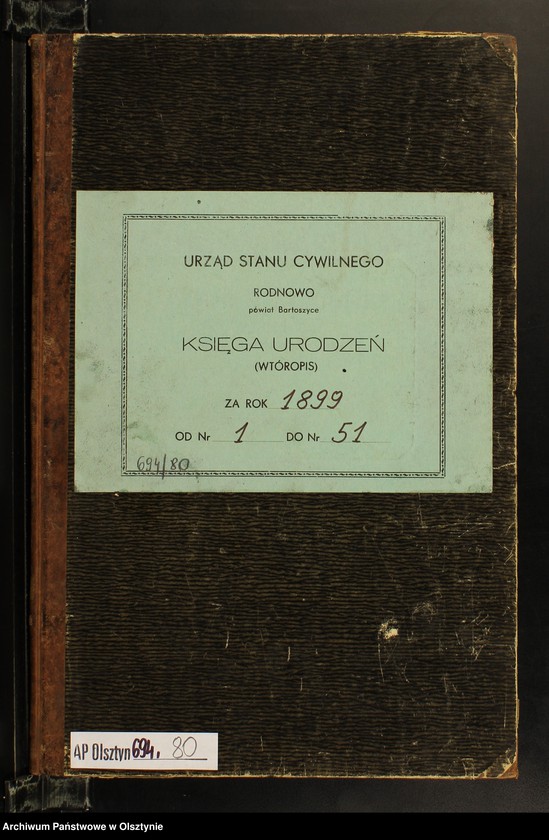 URZĄD STANU CYWILNEGO
RODNOWO
powiat Bartoszyce
KSIĘGA URODZEŃ
(WTÓROPIS)
ZA ROK 1899
OD Nr 1 DO Nr 51
694/80
AP Olsztyn 694. 80
Archiwum Państwowe w Olsztynie